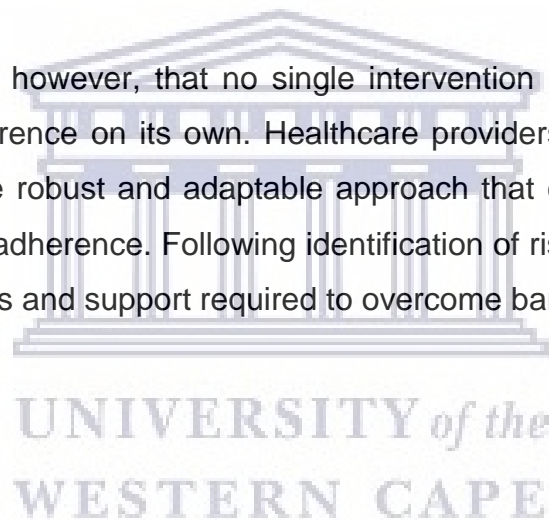 however, that no single intervention
rence on its own. Healthcare providers
robust and adaptable approach that
adherence. Following identification of ris
s and support required to overcome ba
UNIVERSITY of the
WESTERN CAPE